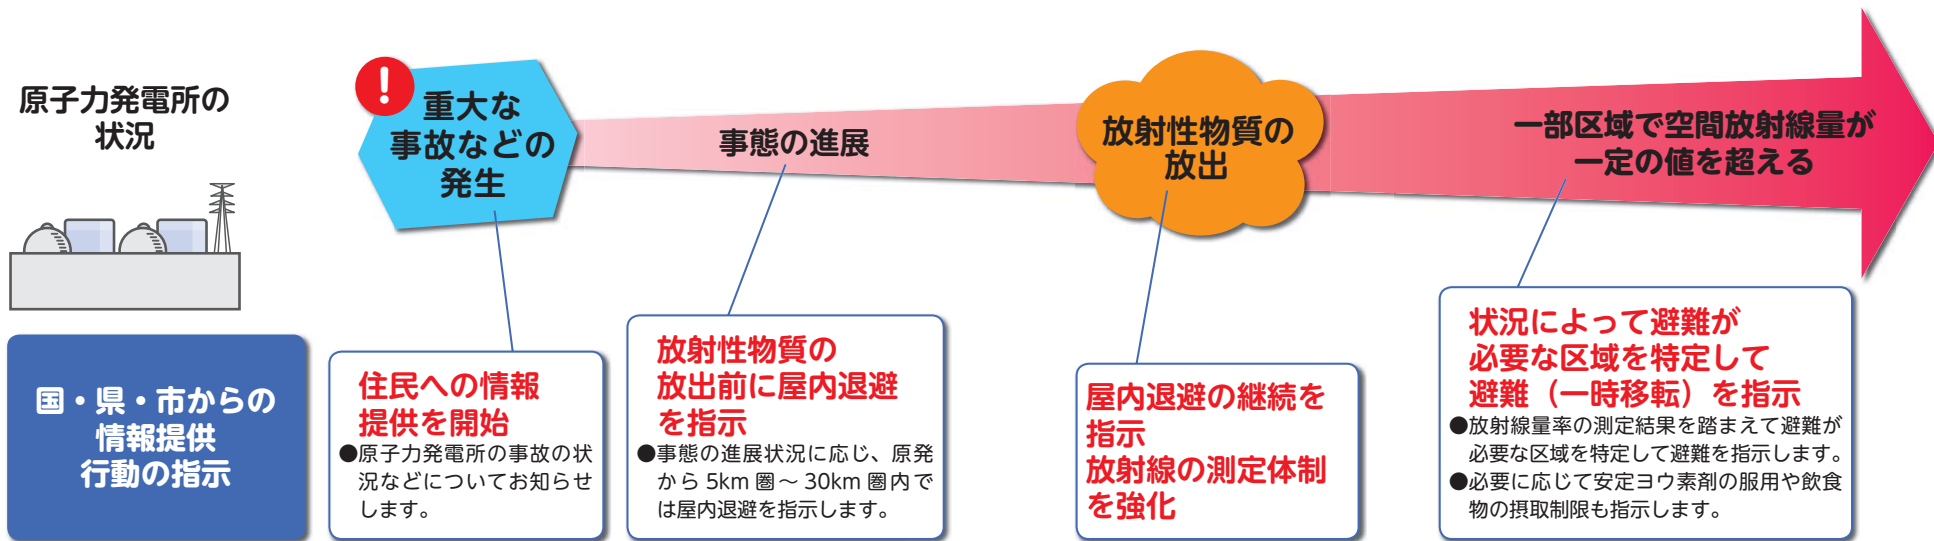 原子力発電所の
状況
!
重大な
事故などの
発生
事態の進展
放射性物質の
放出
一部区域で空間放射線量が
一定の値を超える
国・県・市からの
情報提供
行動の指示
住民への情報
提供を開始
●原子力発電所の事故の状
況などについてお知らせ
します。
放射性物質の
放出前に屋内退避
を指示
●事態の進展状況に応じ、原発
から 5km 圏～ 30km 圏内で
は屋内退避を指示します。
屋内退避の継続を
指示
放射線の測定体制
を強化
状況によって避難が
必要な区域を特定して
避難（一時移転）を指示
●放射線量率の測定結果を踏まえて避難が
必要な区域を特定して避難を指示します。
●必要に応じて安定ヨウ素剤の服用や飲食
物の摂取制限も指示します。